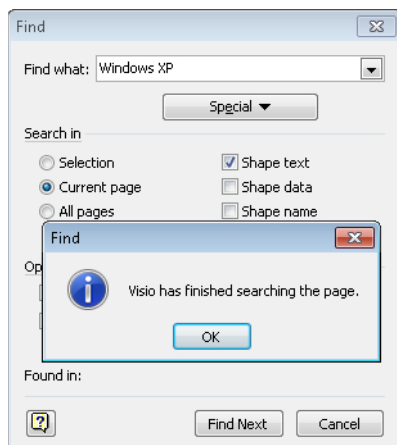 Find
Find what: Windows XP
Special
Search in
Selection Shape text
Current page Shape data
All pages Shape name
Find
Op
Visio has finished searching the page.
OK
Found in:
Find Next Cancel